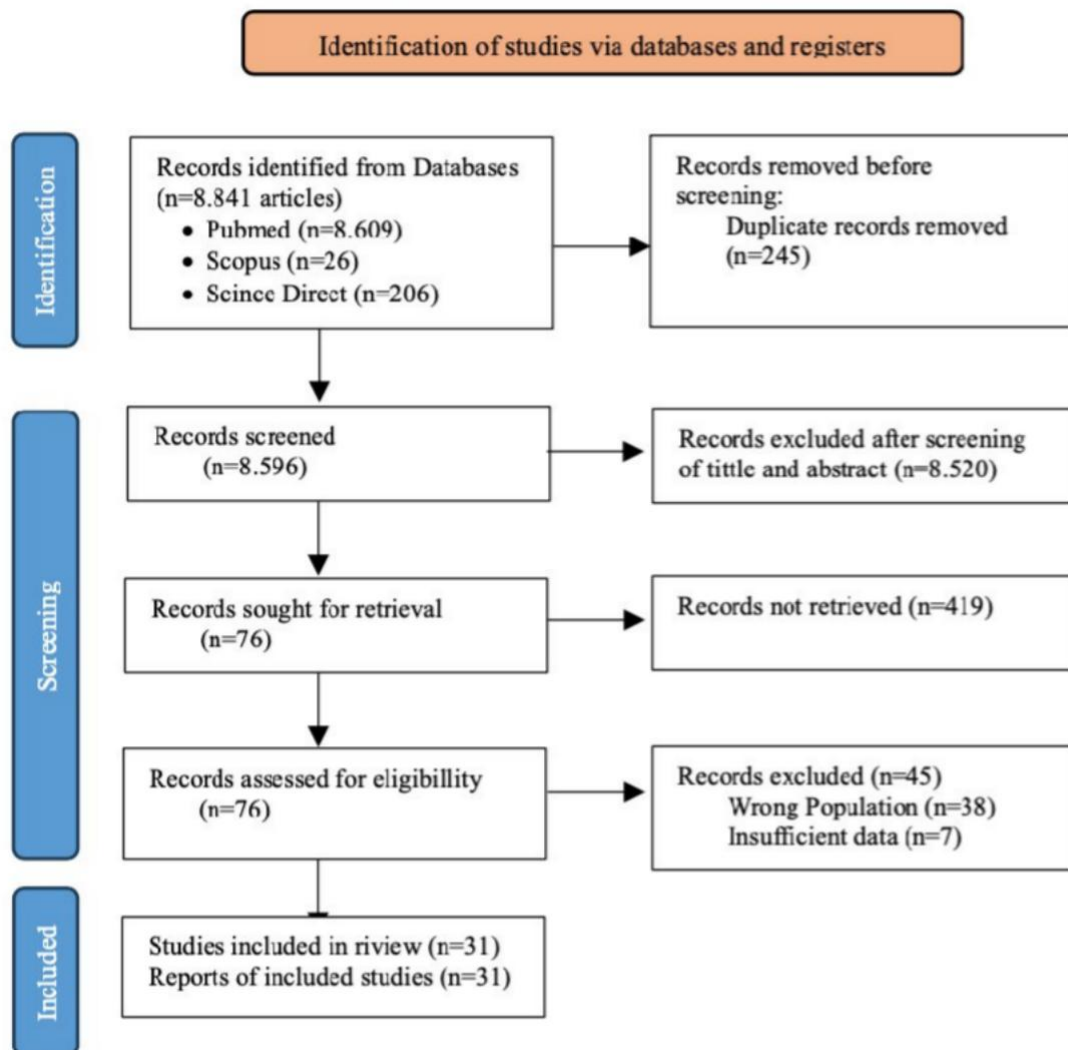 Identification of studies via databases and registers
Identification
Records identified from Databases
(n=8.841 articles)
• Pubmed (n=8.609)
• Scopus (n=26)
• Scince Direct (n=206)
Records removed before
screening:
Duplicate records removed
(n=245)
Screening
Records screened
(n=8.596)
Records excluded after screening
of tittle and abstract (n=8.520)
Records sought for retrieval
(n=76)
Records not retrieved (n=419)
Records assessed for eligibillity
(n=76)
Records excluded (n=45)
Wrong Population (n=38)
Insufficient data (n=7)
Included
Studies included in riview (n=31)
Reports of included studies (n=31)